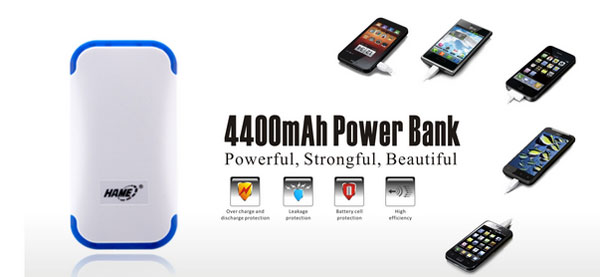 HAME®
4400mAh Power Bank
Powerful, Strongful, Beautiful
Over charge and
discharge protection
Leakage
protection
Battery cell
protection
High
efficiency